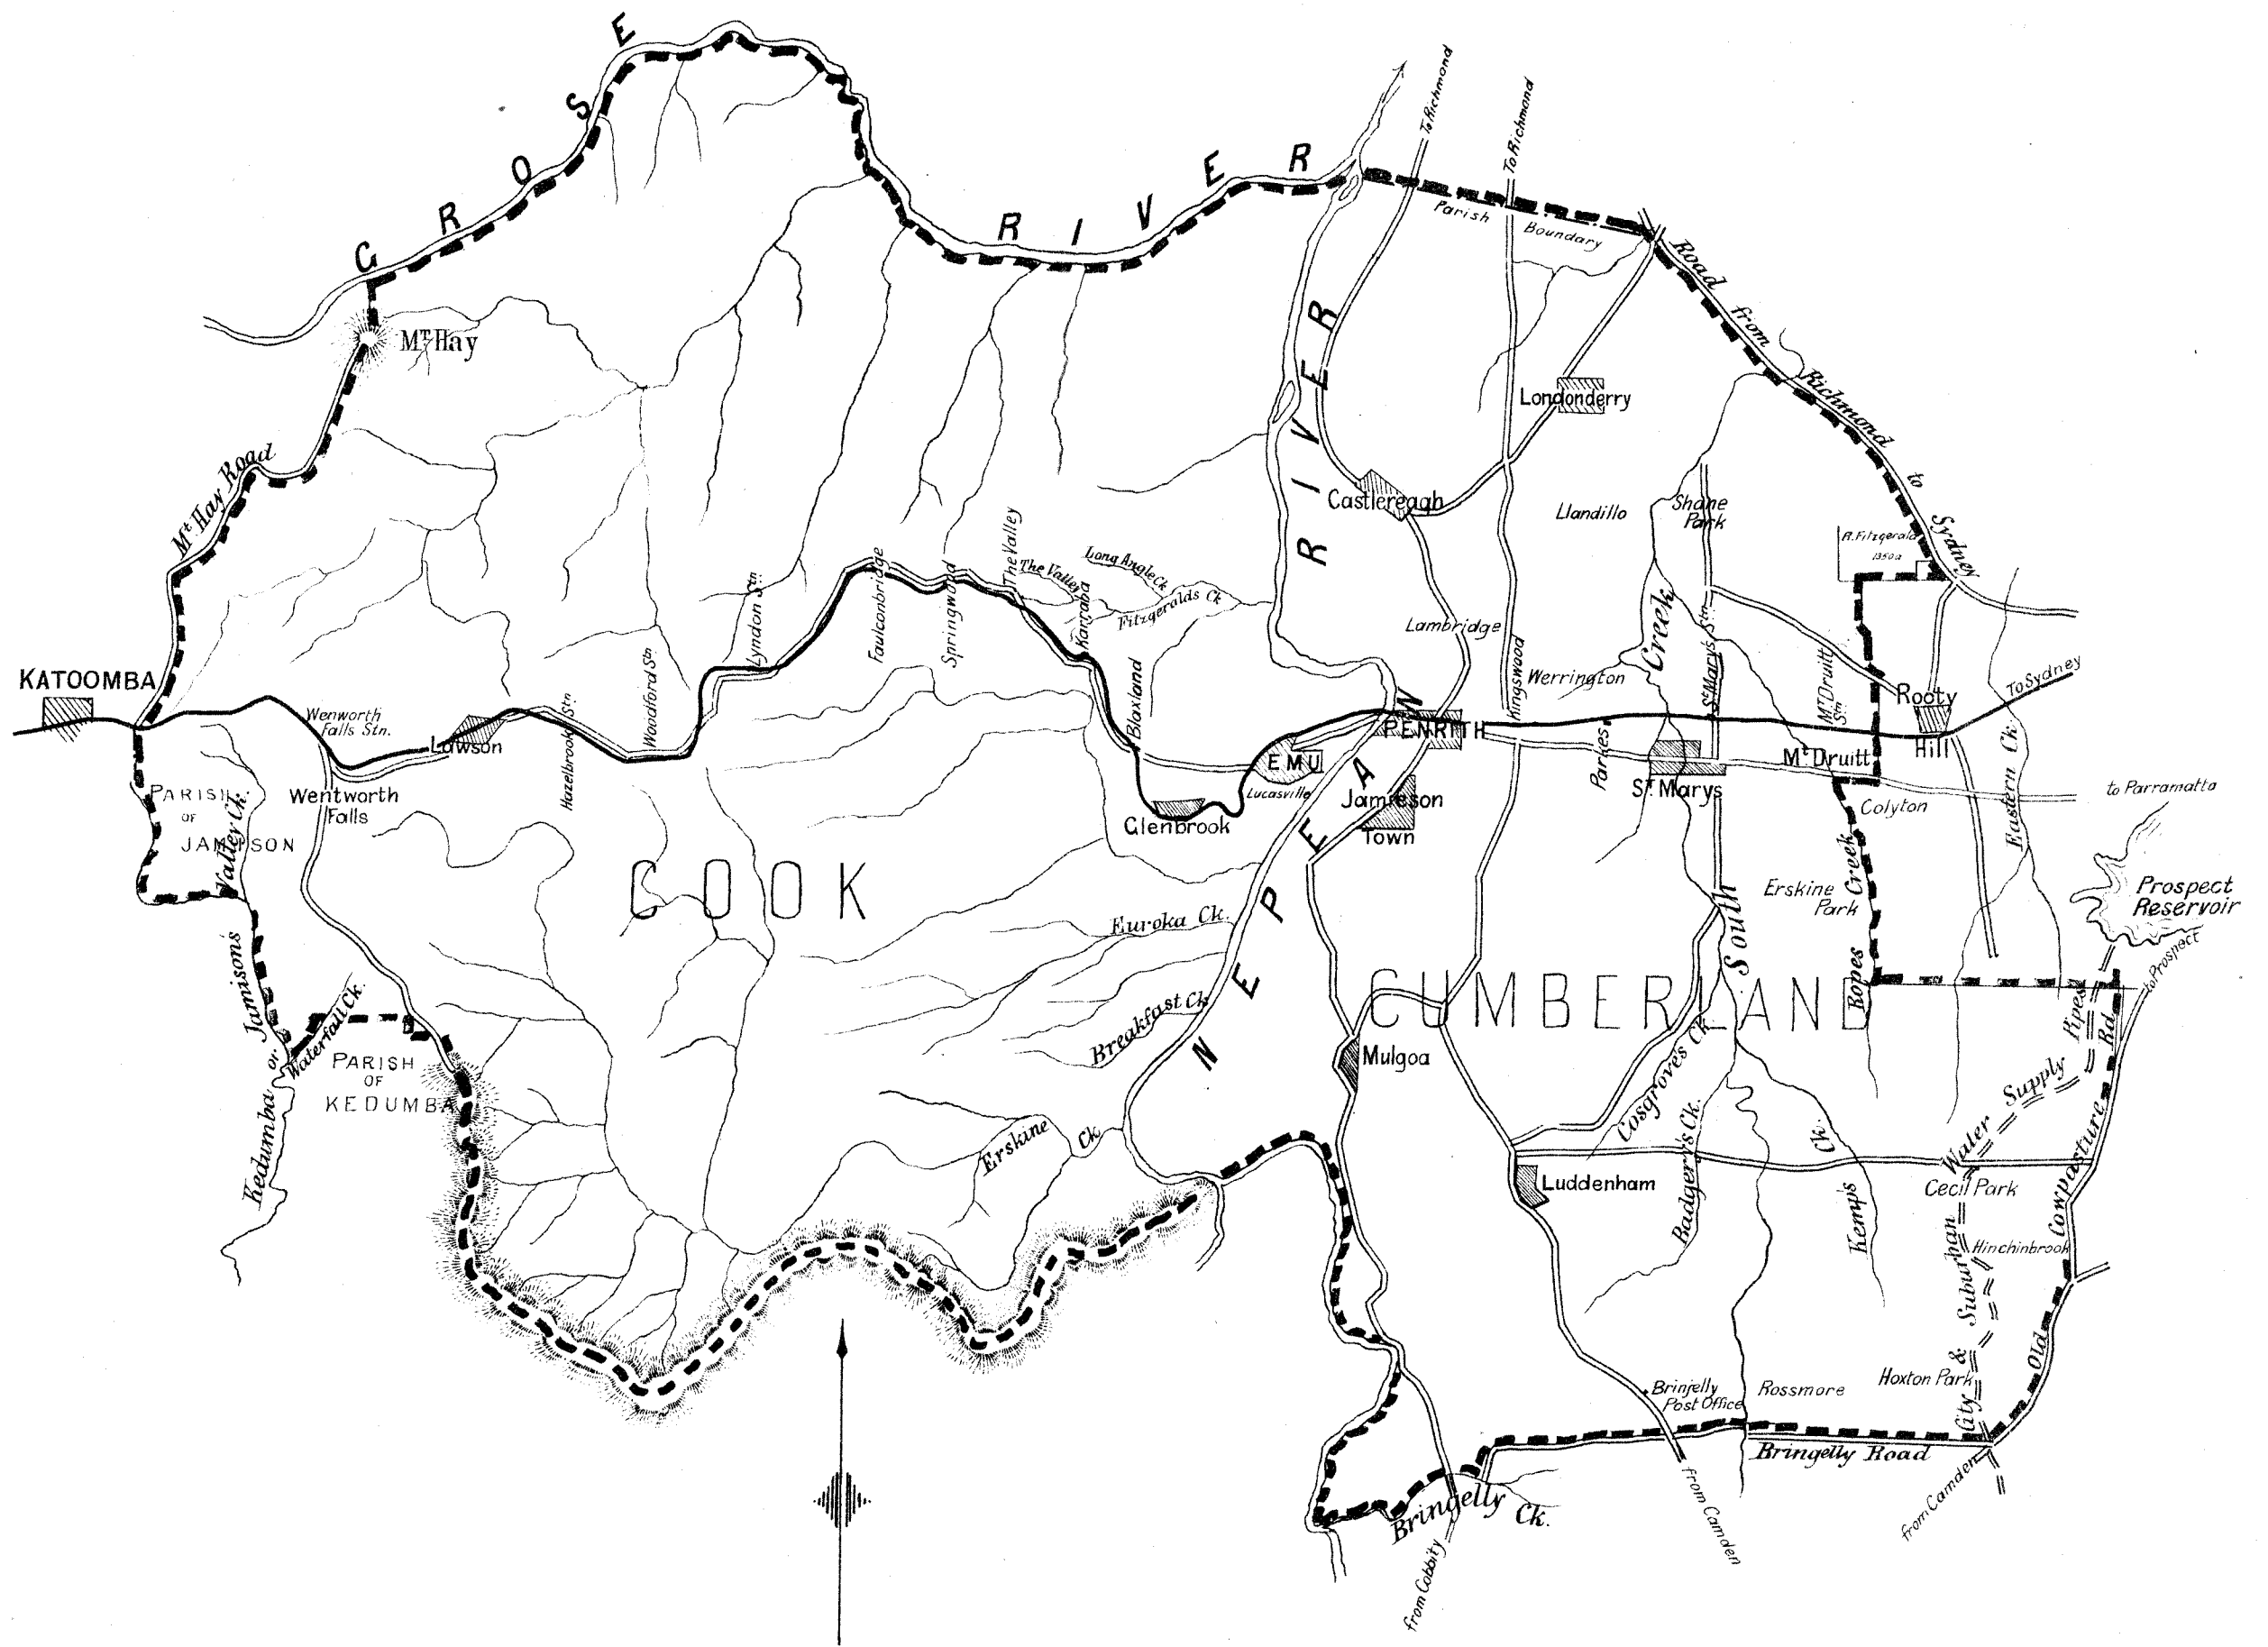 GROSE RIVER
To Richmond
To Richmond
Parish Boundary
Road from Richmond to Sydney
Mt Hay
Mt Hay Road
Londonderry
Castlereagh
Llandillo
Shane
Park
R. Fitzgerald
1350a
NEPEAN RIVER
The Valley
The Valley
Long Angle Ck
Fitzgeralds Ck
Karraba
Springwood
Faulconbridge
Lyndon Stn
Woodford Stn
Hazelbrook Stn
Blaxland
Lambridge
Kingswood
Werrington
South Creek
St Marys Stn
Mt Druitt
Stn
Rooty
Hill
To Sydney
KATOOMBA
Wenworth
Falls Stn.
Lawson
Wentworth
Falls
PENRITH
EMU
Lucasville
Glenbrook
Jamieson
Town
Parkes
St Marys
Mt Druitt
Colyton
Eastern Ck.
to Parramatta
PARISH
OF
JAMIESON
Kedumba or Jamisons Valley Ck.
COOK
Euroka Ck.
Breakfast Ck
Erskine
Park
Ropes Creek
Prospect
Reservoir
to Prospect
CUMBERLAND
Waterfall Ck.
PARISH
OF
KEDUMBA
Mulgoa
Cosgrove's Ck.
Badgery's Ck.
Kemp's Ck.
City & Suburban Water Supply Pipes
Old Cowpasture Rd
Erskine Ck
Luddenham
Cecil Park
Hinchinbrook
Hoxton Park
Brinjelly
Post Office
Rossmore
Bringelly Road
Bringelly Ck.
from Cobbity
from Camden
from Camden